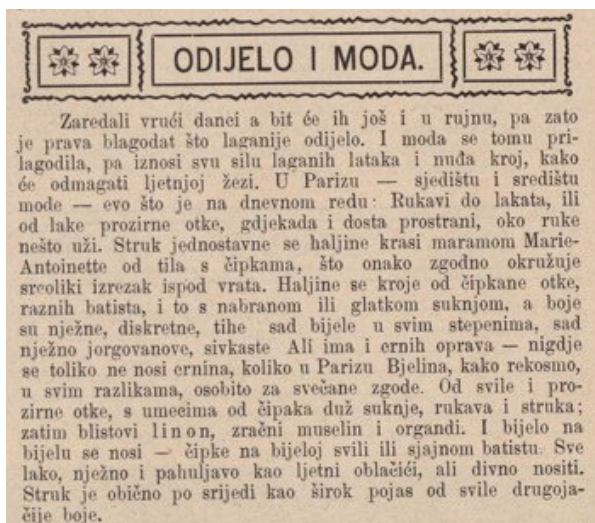 ODIJELO I MODA.
Zaredali vrući danci a bit će ih još i u rujnu, pa zato
je prava blagodat što laganije odijelo. I moda se tomu pri-
lagodila, pa iznosi svu silu laganih lataka i nuđa kroj, kako
će odmagati ljetnjoj žezi. U Parizu — sjedištu i središtu
mode — evo što je na dnevnom redu: Rukavi do lakata, ili
od lake prozirne otke, gdjekada i dosta prostrani, oko ruke
nešto uži. Struk jednostavne se haljine krasi maramom Marie-
Antoinette od tila s čipkama, što onako zgodno okružuje
srcoliki izrezak ispod vrata. Haljine se kroje od čipkane otke,
raznih batista, i to s nabranom ili glatkom suknjom, a boje
su nježne, diskretne, tihe sad bijele u svim stepenima, sad
nježno jorgovanove, sivkaste Ali ima i crnih oprava — nigdje
se toliko ne nosi crnina, koliko u Parizu Bjelina, kako rekosmo,
u svim razlikama, osobito za svečane zgode. Od svile i pro-
zirne otke, s umecima od čipaka duž suknje, rukava i struka;
zatim blistovi linon, zračni muselin i organdi. I bijelo na
bijelu se nosi — čipke na bijeloj svili ili sjajnom batistu. Sve
lako, nježno i pahuljavo kao ljetni oblačići, ali divno nositi.
Struk je obično po srijedi kao širok pojas od svile drugoja-
čije boje.